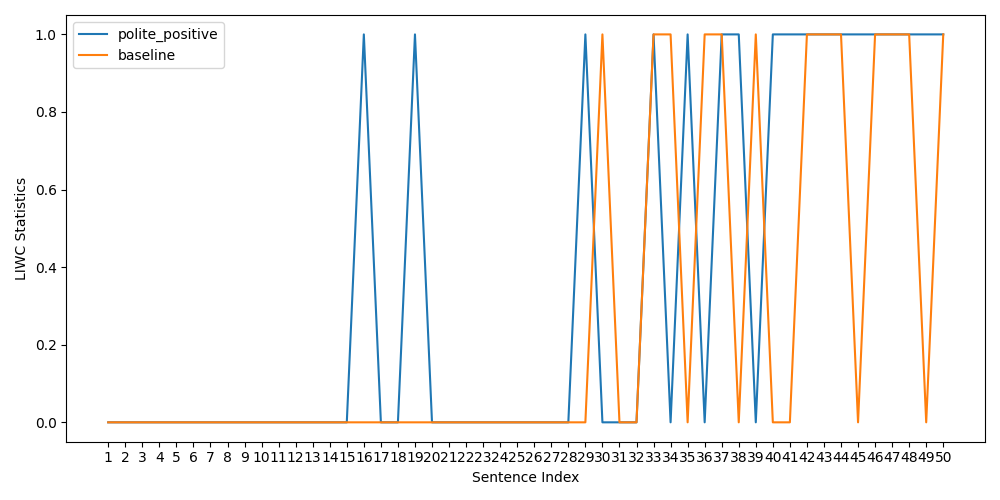 polite_positive
baseline
1.0
0.8
0.6
0.4
0.2
0.0
LIWC Statistics
1 2 3 4 5 6 7 8 9 10 11 12 13 14 15 16 17 18 19 20 21 22 23 24 25 26 27 28 29 30 31 32 33 34 35 36 37 38 39 40 41 42 43 44 45 46 47 48 49 50
Sentence Index